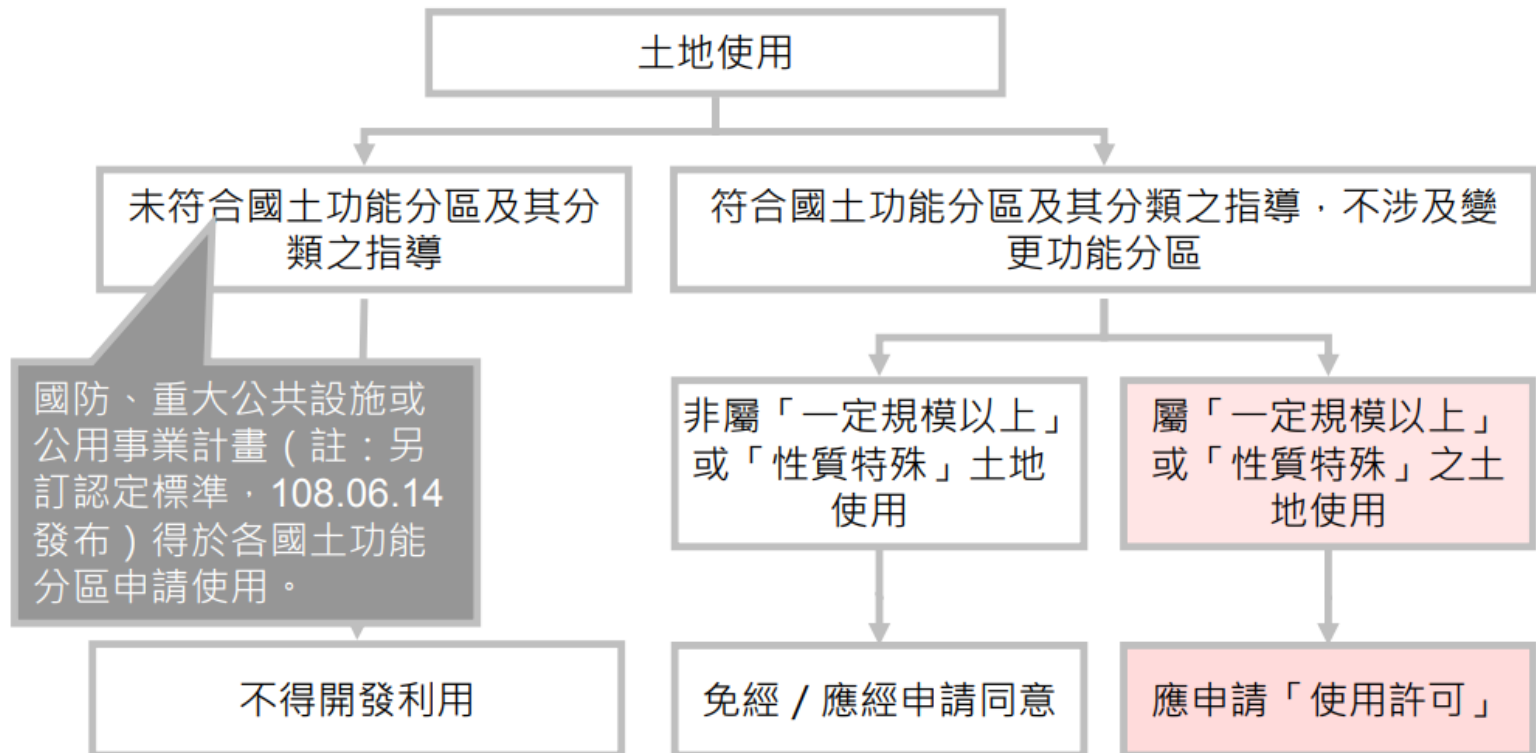 土地使用
未符合國土功能分區及其分
類之指導
符合國土功能分區及其分類之指導，不涉及變
更功能分區
國防、重大公共設施或
公用事業計畫（註：另
訂認定標準，108.06.14
發布）得於各國土功能
分區申請使用。
非屬「一定規模以上」
或「性質特殊」土地
使用
屬「一定規模以上」
或「性質特殊」之土
地使用
不得開發利用
免經 / 應經申請同意
應申請「使用許可」